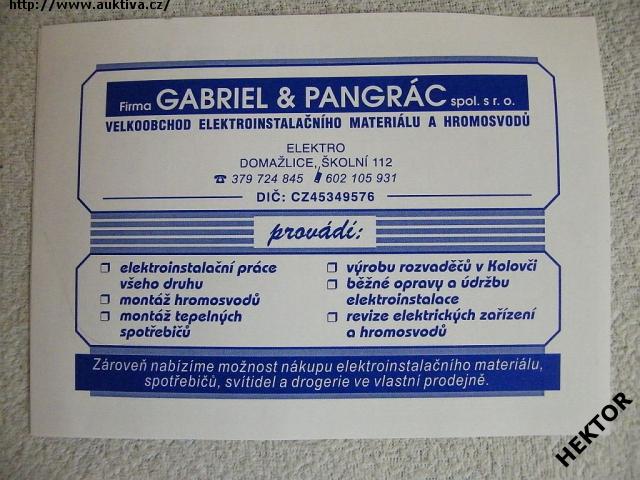 http://www.auktiva.cz/
Firma GABRIEL & PANGRÁC spol. s r. o.
VELKOOBCHOD ELEKTROINSTALAČNÍHO MATERIÁLU A HROMOSVODŮ
ELEKTRO
DOMAŽLICE, ŠKOLNÍ 112
☎ 379 724 845 602 105 931
DIČ: CZ45349576
provádí:
❒ elektroinstalační práce
všeho druhu
❒ montáž hromosvodů
❒ montáž tepelných
spotřebičů
❒ výrobu rozvaděčů v Kolovči
❒ běžné opravy a údržbu
elektroinstalace
❒ revize elektrických zařízení
a hromosvodů
Zároveň nabízíme možnost nákupu elektroinstalačního materiálu,
spotřebičů, svítidel a drogerie ve vlastní prodejně.
HEKTOR